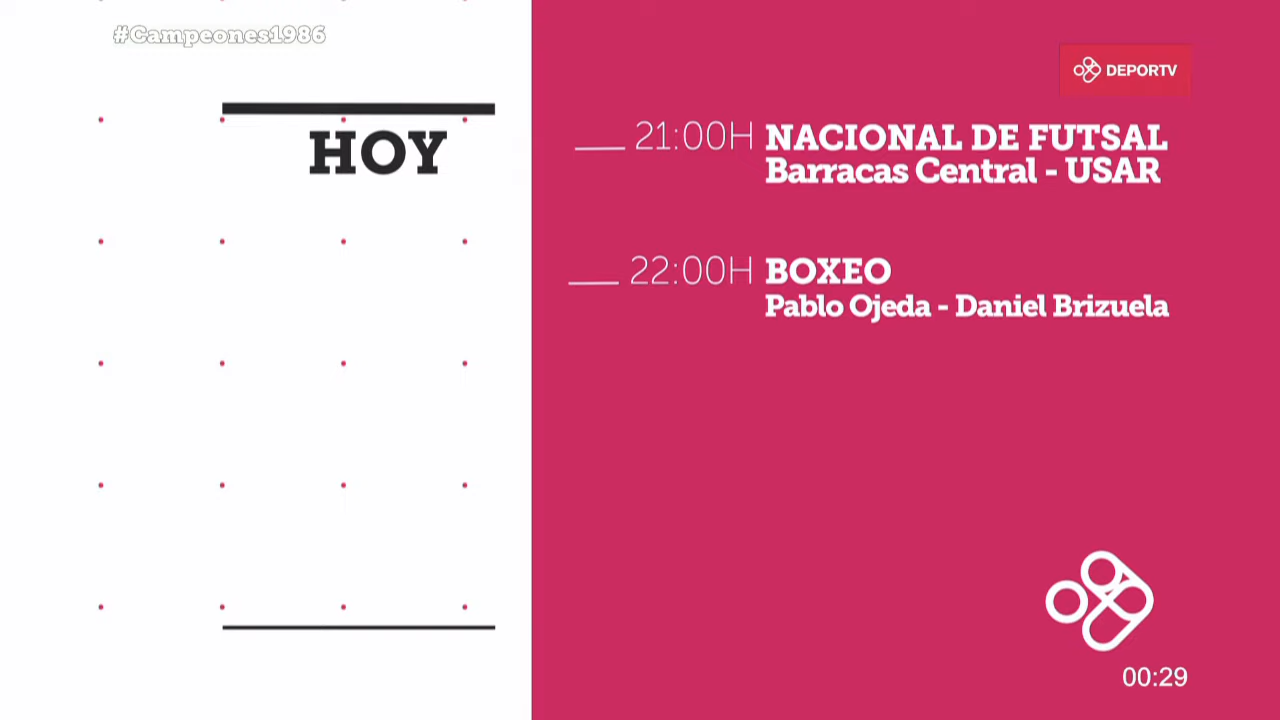 #Campeones1986
DEPORTV
HOY
21:00H NACIONAL DE FUTSAL
Barracas Central - USAR
22:00H BOXEO
Pablo Ojeda - Daniel Brizuela
00:29